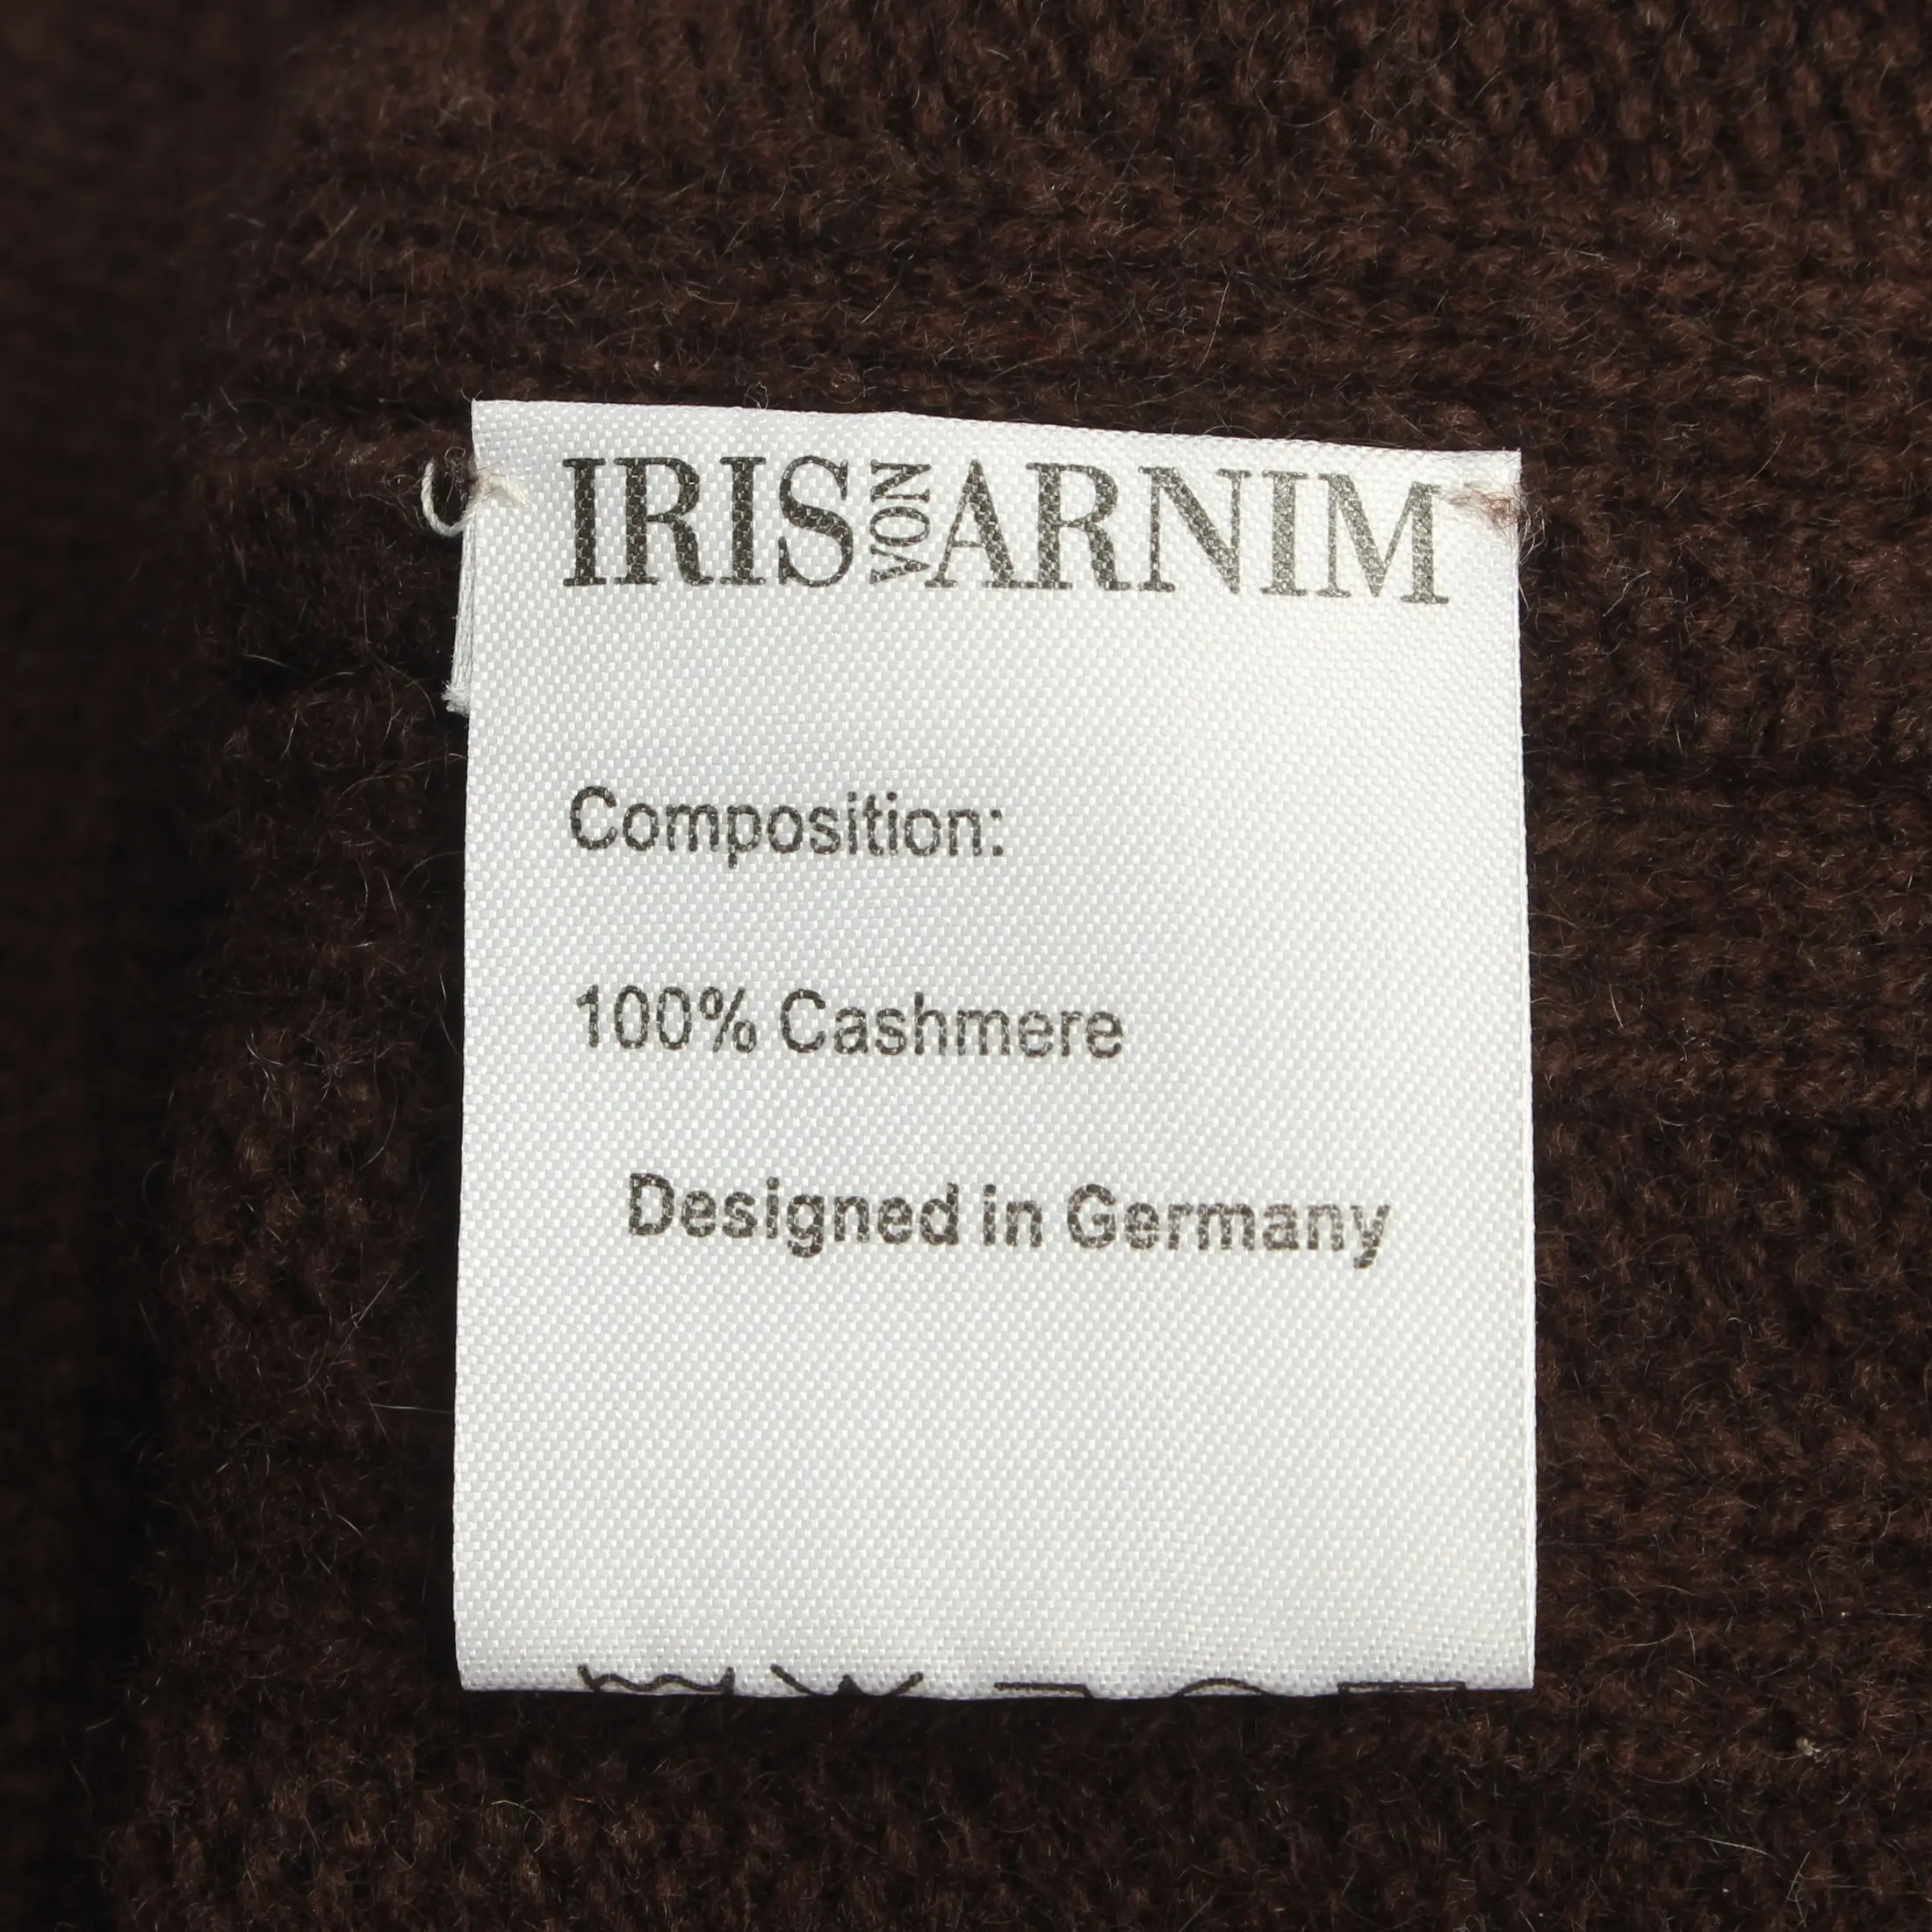 IRIS VON ARNIM
Composition:
100% Cashmere
Designed in Germany